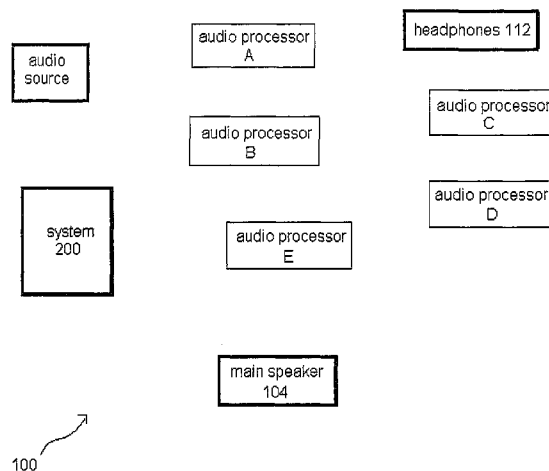 audio processor
A
headphones 112
audio
source
audio processor
C
audio processor
B
audio processor
D
system
200
audio processor
E
main speaker
104
100